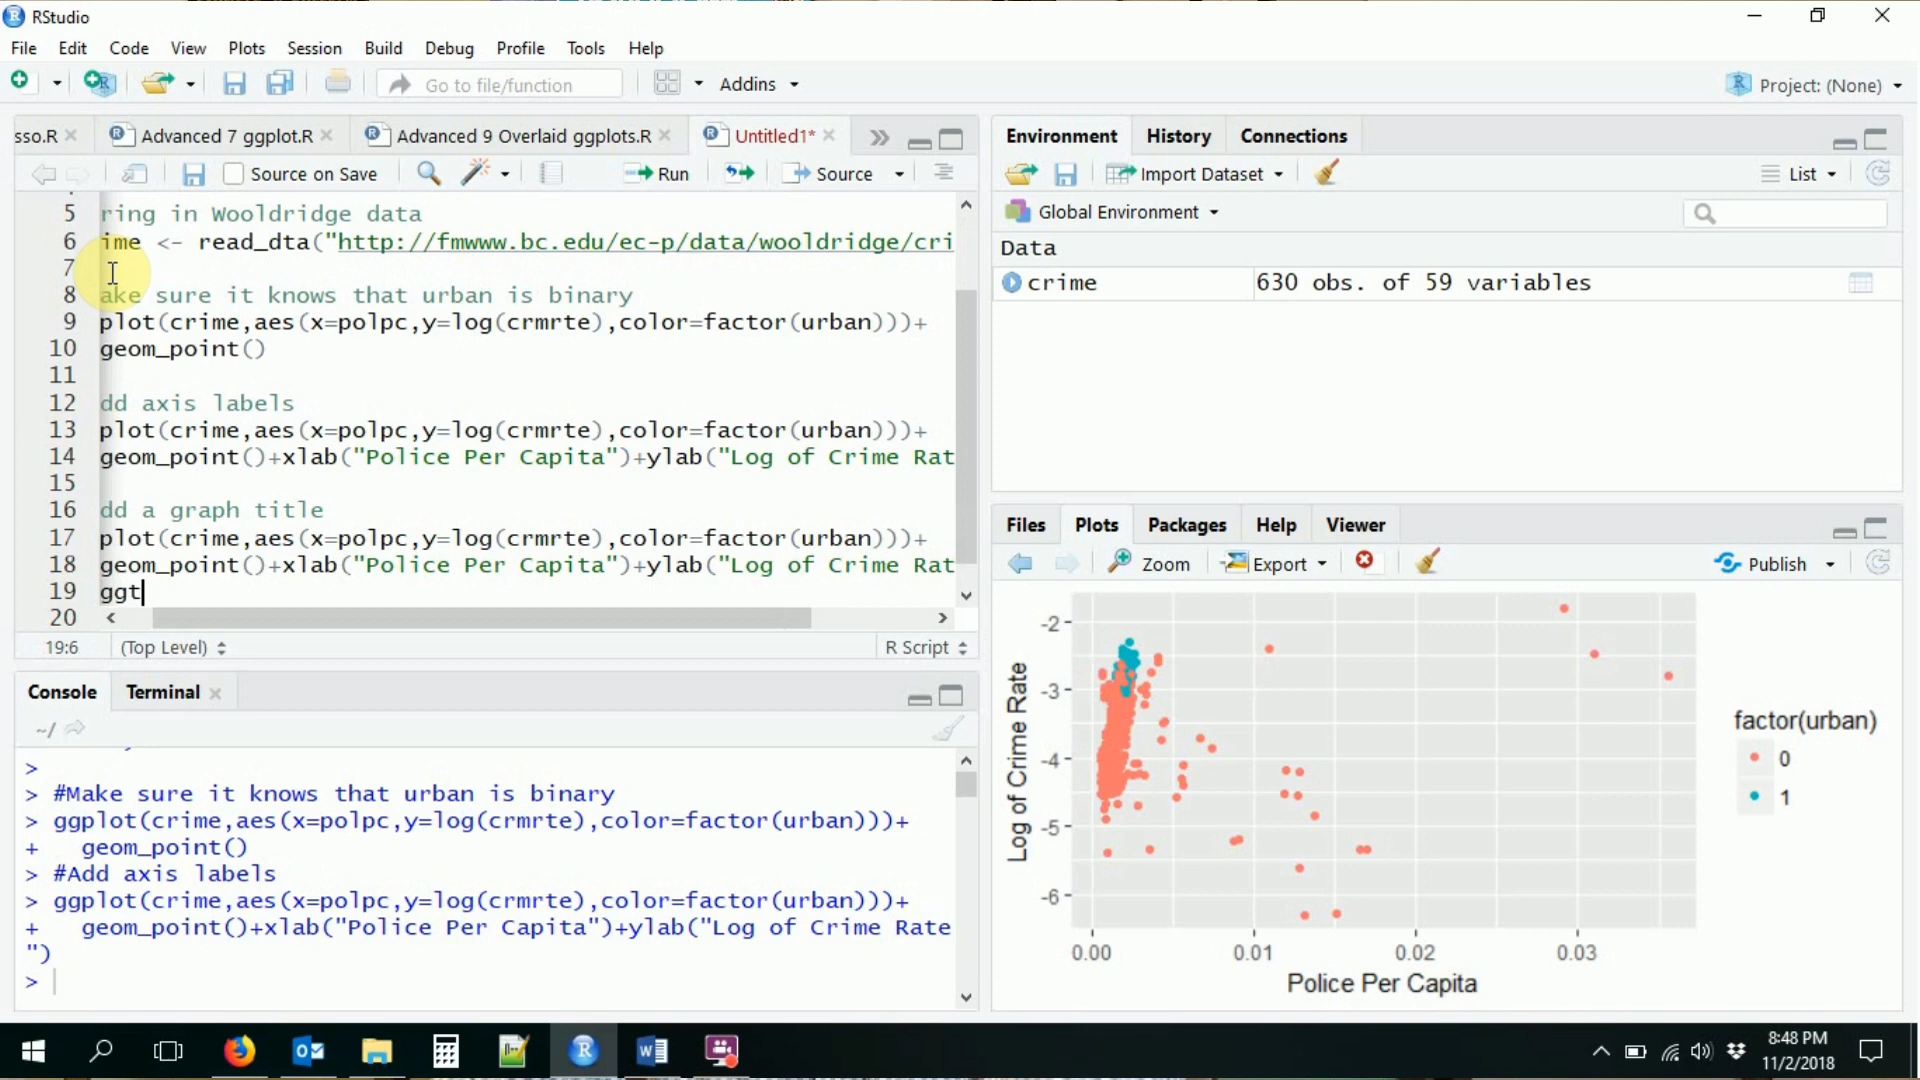 RStudio
File Edit Code View Plots Session Build Debug Profile Tools Help
Go to file/function Addins Project: (None)
sso.R Advanced 7 ggplot.R Advanced 9 Overlaid ggplots.R Untitled1*
Source on Save Run Source
5 ring in Wooldridge data
6 ime <- read_dta("http://fmwww.bc.edu/ec-p/data/wooldridge/cri
7
8 ake sure it knows that urban is binary
9 plot(crime,aes(x=polpc,y=log(crmrte),color=factor(urban)))+
10 geom_point()
11
12 dd axis labels
13 plot(crime,aes(x=polpc,y=log(crmrte),color=factor(urban)))+
14 geom_point()+xlab("Police Per Capita")+ylab("Log of Crime Rat
15
16 dd a graph title
17 plot(crime,aes(x=polpc,y=log(crmrte),color=factor(urban)))+
18 geom_point()+xlab("Police Per Capita")+ylab("Log of Crime Rat
19 ggt
20
19:6 (Top Level) R Script
Console Terminal
~/
>
> #Make sure it knows that urban is binary
> ggplot(crime,aes(x=polpc,y=log(crmrte),color=factor(urban)))+
+ geom_point()
> #Add axis labels
> ggplot(crime,aes(x=polpc,y=log(crmrte),color=factor(urban)))+
+ geom_point()+xlab("Police Per Capita")+ylab("Log of Crime Rate
")
>
Environment History Connections
Import Dataset List
Global Environment
Data
crime 630 obs. of 59 variables
Files Plots Packages Help Viewer
Zoom Export Publish
Log of Crime Rate
-2
-3
-4
-5
-6
0.00 0.01 0.02 0.03
Police Per Capita
factor(urban)
0
1
8:48 PM
11/2/2018